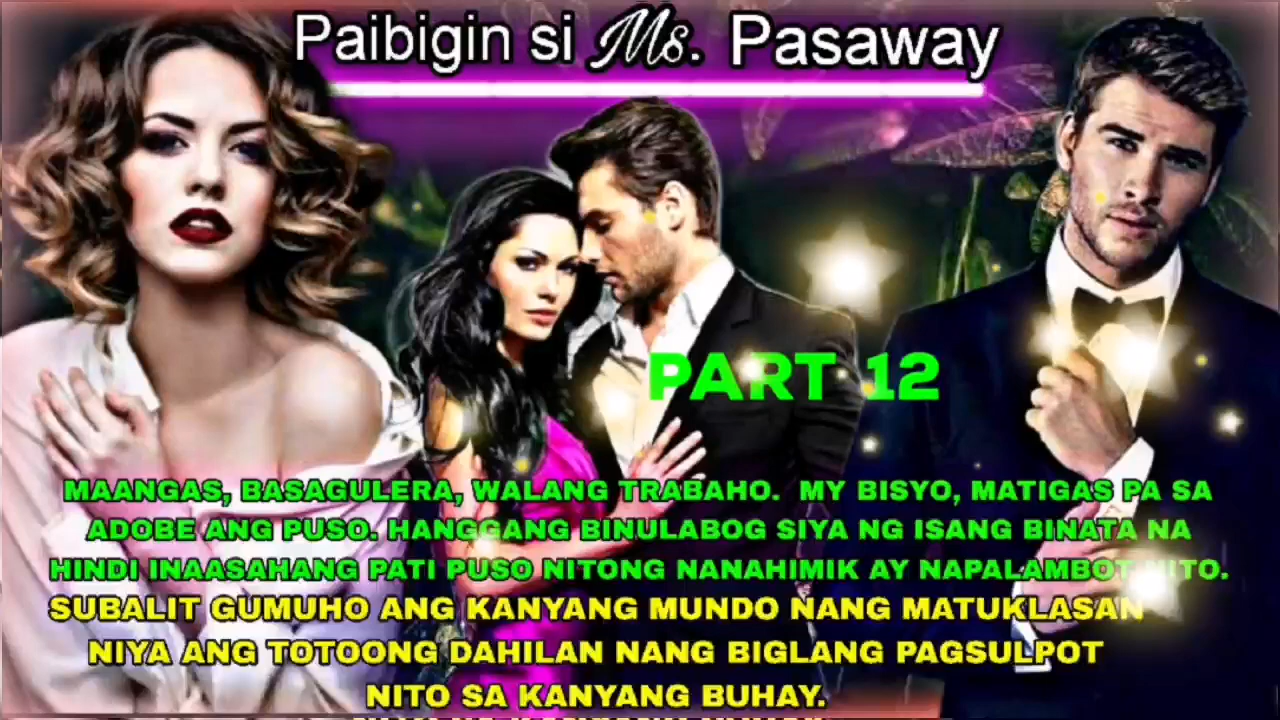 Paibigin si Ms. Pasaway
PART 12
MAANGAS, BASAGULERA, WALANG TRABAHO. MY BISYO, MATIGAS PA SA
ADOBE ANG PUSO. HANGGANG BINULABOG SIYA NG ISANG BINATA NA
HINDI INAASAHANG PATI PUSO NITONG NANAHIMIK AY NAPALAMBOT NITO.
SUBALIT GUMUHO ANG KANYANG MUNDO NANG MATUKLASAN
NIYA ANG TOTOONG DAHILAN NANG BIGLANG PAGSULPOT
NITO SA KANYANG BUHAY.